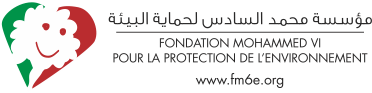 مؤسسة محمد السادس لحماية البيئة
FONDATION MOHAMMED VI
POUR LA PROTECTION DE L'ENVIRONNEMENT
www.fm6e.org